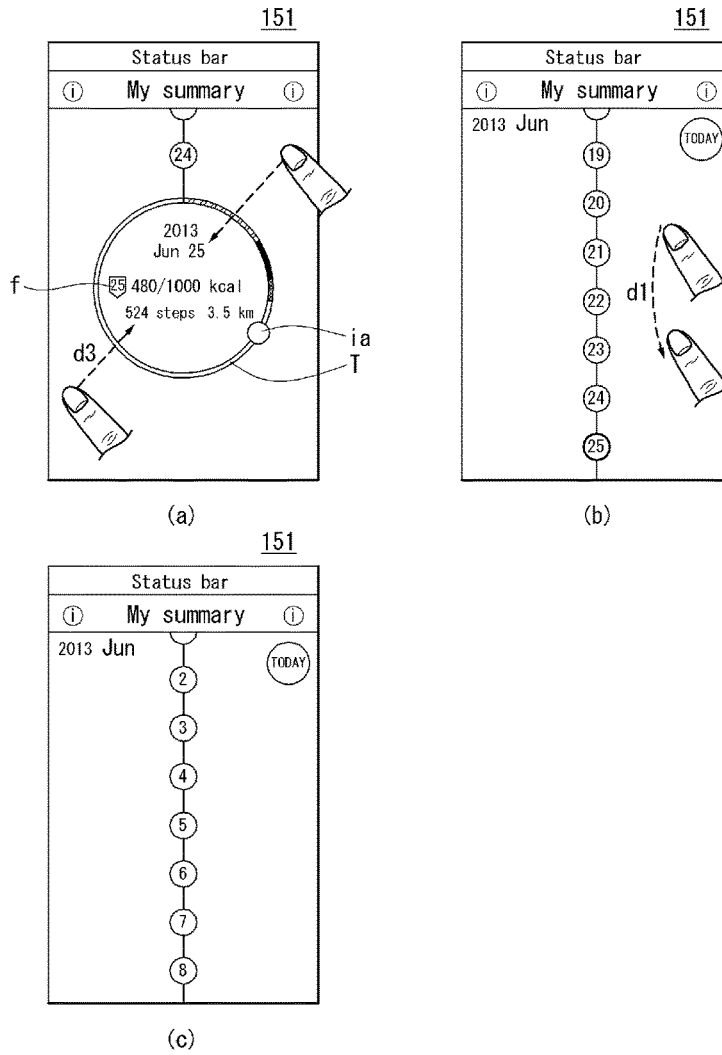 151
Status bar
ⓘ My summary ⓘ
24
2013
Jun 25
f 25 480/1000 kcal
524 steps 3.5 km
ia
T
d3
(a)
151
Status bar
ⓘ My summary ⓘ
2013 Jun
TODAY
19
20
21
d1
22
23
24
25
(b)
151
Status bar
ⓘ My summary ⓘ
2013 Jun
TODAY
2
3
4
5
6
7
8
(c)